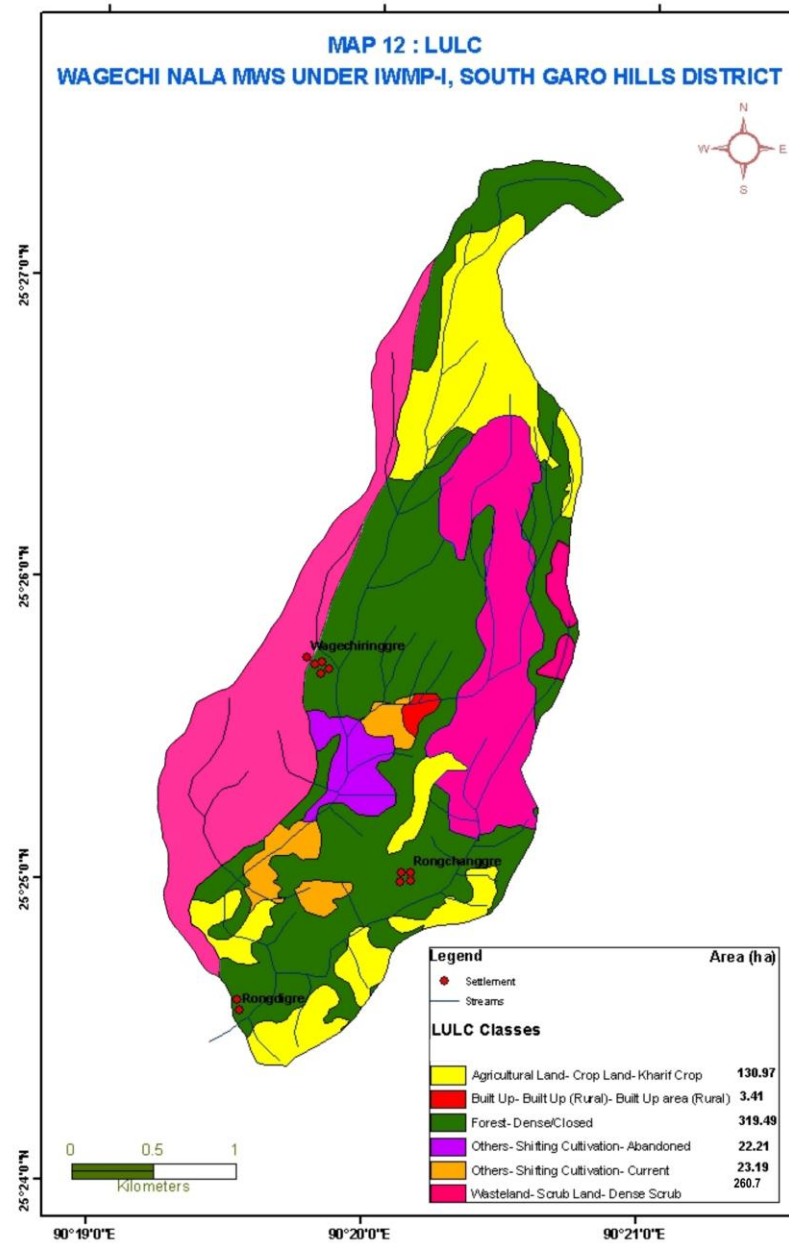 MAP 12 : LULC
WAGECHI NALA MWS UNDER IWMP-I, SOUTH GARO HILLS DISTRICT
N
W E
S
25°27'0"N
25°26'0"N
Wagechiringgre
25°25'0"N
Rongchanggre
Rongdigre
Legend Area (ha)
Settlement
Streams
LULC Classes
Agricultural Land- Crop Land- Kharif Crop 130.97
Built Up- Built Up (Rural)- Built Up area (Rural) 3.41
Forest- Dense/Closed 319.49
Others- Shifting Cultivation- Abandoned 22.21
Others- Shifting Cultivation- Current 23.19
Wasteland- Scrub Land- Dense Scrub 260.7
0 0.5 1
Kilometers
25°24'0"N
90°19'0"E 90°20'0"E 90°21'0"E